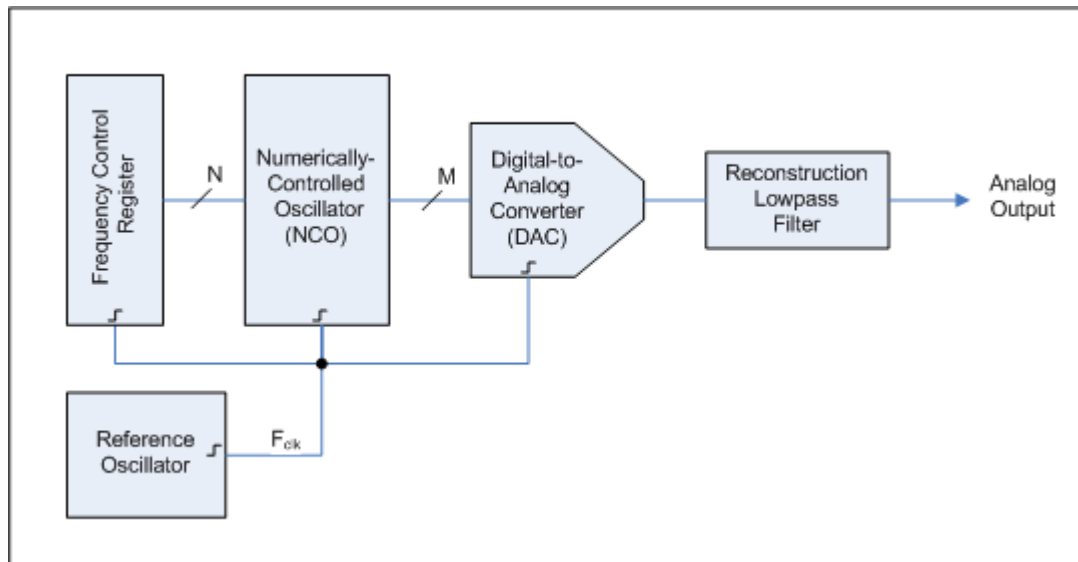 Frequency Control
Register
N
Numerically-
Controlled
Oscillator
(NCO)
M
Digital-to-
Analog
Converter
(DAC)
Reconstruction
Lowpass
Filter
Analog
Output
Reference
Oscillator
Fclk